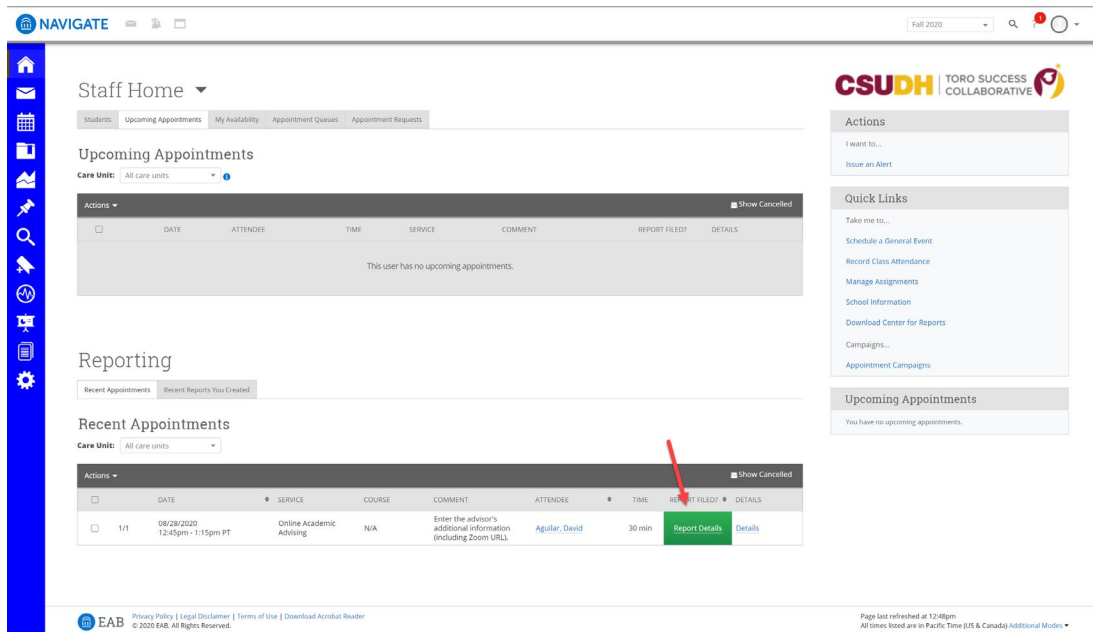 NAVIGATE
Fall 2020
1
?
Staff Home
Students Upcoming Appointments My Availability Appointment Queues Appointment Requests
Upcoming Appointments
Care Unit: All care units
Actions Show Cancelled
DATE ATTENDEE TIME SERVICE COMMENT REPORT FILED? DETAILS
This user has no upcoming appointments.
Reporting
Recent Appointments Recent Reports You Created
Recent Appointments
Care Unit: All care units
Actions Show Cancelled
DATE SERVICE COURSE COMMENT ATTENDEE TIME FILED? DETAILS
1/1 08/28/2020
12:45pm - 1:15pm PT
Online Academic
Advising
N/A
Enter the advisor's
additional information
(including Zoom URL).
Aguilar, David 30 min Report Details Details
CSUDH TORO SUCCESS
COLLABORATIVE
Actions
I want to...
Issue an Alert
Quick Links
Take me to...
Schedule a General Event
Record Class Attendance
Manage Assignments
School Information
Download Center for Reports
Campaigns...
Appointment Campaigns
Upcoming Appointments
You have no upcoming appointments.
EAB
Privacy Policy | Legal Disclaimer | Terms of Use | Download Acrobat Reader
© 2020 EAB. All Rights Reserved.
Page last refreshed at 12:48pm
All times listed are in Pacific Time (US & Canada) Additional Modes